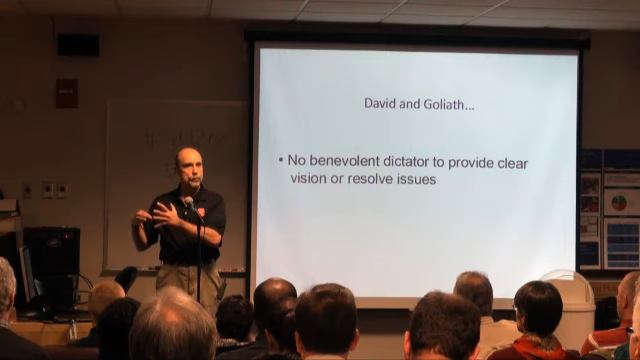 David and Goliath...
• No benevolent dictator to provide clear
vision or resolve issues